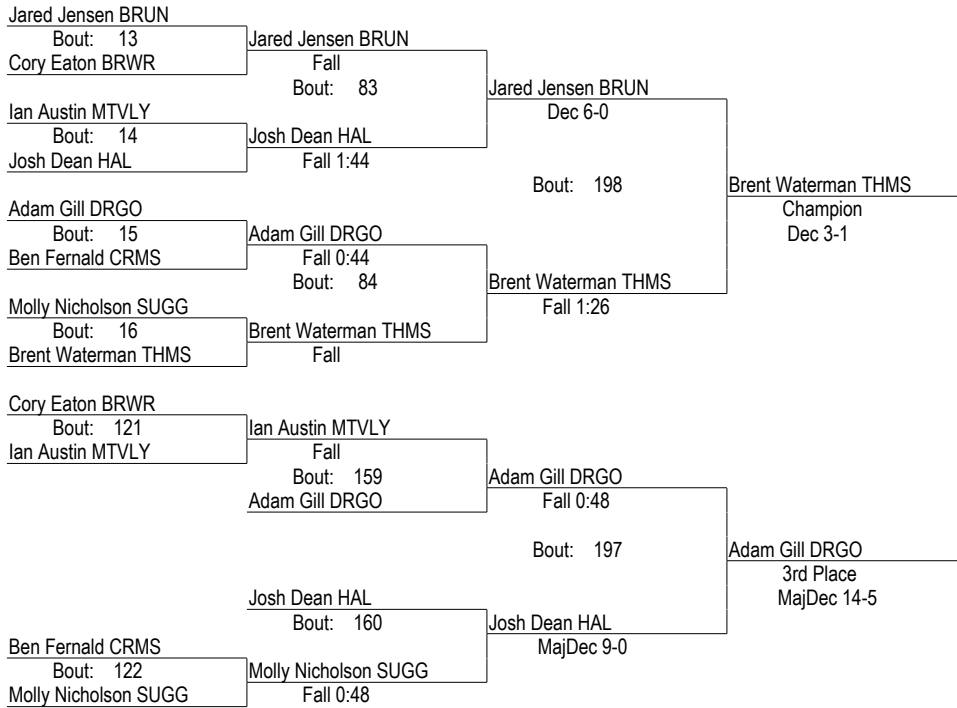 Jared Jensen BRUN
Bout: 13
Cory Eaton BRWR
Jared Jensen BRUN
Fall
Bout: 83
Ian Austin MTVLY
Bout: 14
Josh Dean HAL
Josh Dean HAL
Fall 1:44
Jared Jensen BRUN
Dec 6-0
Bout: 198
Adam Gill DRGO
Bout: 15
Ben Fernald CRMS
Adam Gill DRGO
Fall 0:44
Bout: 84
Molly Nicholson SUGG
Bout: 16
Brent Waterman THMS
Brent Waterman THMS
Fall
Brent Waterman THMS
Fall 1:26
Brent Waterman THMS
Champion
Dec 3-1
Cory Eaton BRWR
Bout: 121
Ian Austin MTVLY
Ian Austin MTVLY
Fall
Bout: 159
Adam Gill DRGO
Adam Gill DRGO
Fall 0:48
Bout: 197
Josh Dean HAL
Bout: 160
Ben Fernald CRMS
Bout: 122
Molly Nicholson SUGG
Molly Nicholson SUGG
Fall 0:48
Josh Dean HAL
MajDec 9-0
Adam Gill DRGO
3rd Place
MajDec 14-5